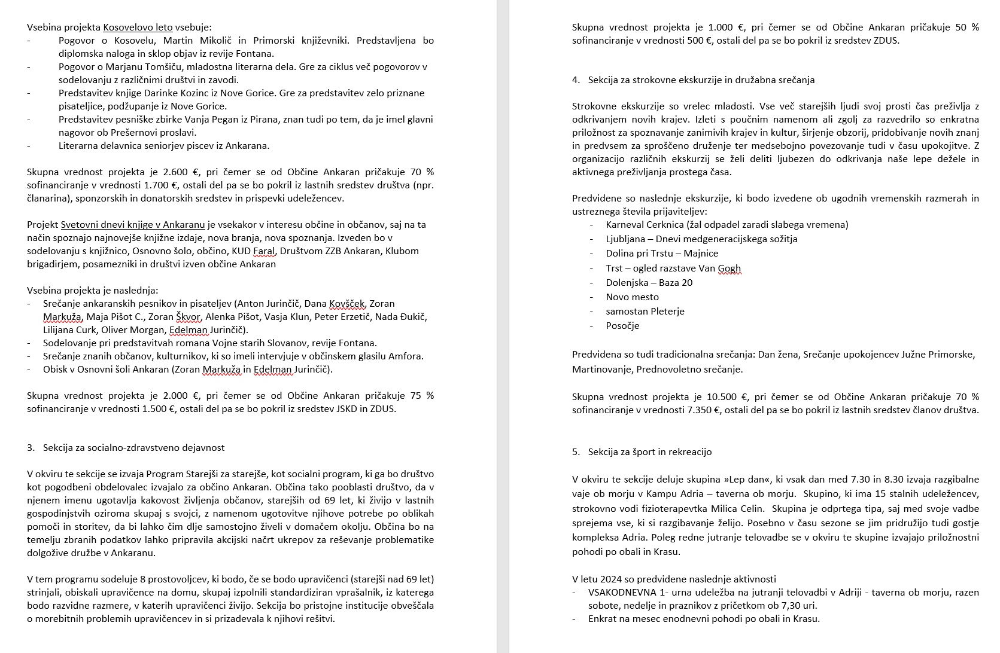 Vsebina projekta Kosovelovo leto vsebuje:
- Pogovor o Kosovelu, Martin Mikolič in Primorski književniki. Predstavljena bo
diplomska naloga in sklop objav iz revije Fontana.
- Pogovor o Marjanu Tomšiču, mladostna literarna dela. Gre za ciklus več pogovorov v
sodelovanju z različnimi društvi in zavodi.
- Predstavitev knjige Darinke Kozinc iz Nove Gorice. Gre za predstavitev zelo priznane
pisateljice, podžupanje iz Nove Gorice.
- Predstavitev pesniške zbirke Vanja Pegan iz Pirana, znan tudi po tem, da je imel glavni
nagovor ob Prešernovi proslavi.
- Literarna delavnica seniorjev piscev iz Ankarana.
Skupna vrednost projekta je 2.600 €, pri čemer se od Občine Ankaran pričakuje 70 %
sofinanciranje v vrednosti 1.700 €, ostali del pa se bo pokril iz lastnih sredstev društva (npr.
članarina), sponzorskih in donatorskih sredstev in prispevki udeležencev.
Projekt Svetovni dnevi knjige v Ankaranu je vsekakor v interesu občine in občanov, saj na ta
način spoznajo najnovejše knjižne izdaje, nova branja, nova spoznanja. Izveden bo v
sodelovanju s knjižnico, Osnovno šolo, občino, KUD Faral, Društvom ZZB Ankaran, Klubom
brigadirjem, posamezniki in društvi izven občine Ankaran
Vsebina projekta je naslednja:
- Srečanje ankaranskih pesnikov in pisateljev (Anton Jurinčič, Dana Kovšček, Zoran
Markuža, Maja Pišot C., Zoran Škvor, Alenka Pišot, Vasja Klun, Peter Erzetič, Nada Đukič,
Lilijana Curk, Oliver Morgan, Edelman Jurinčič).
- Sodelovanje pri predstavitvah romana Vojne starih Slovanov, revije Fontana.
- Srečanje znanih občanov, kulturnikov, ki so imeli intervjuje v občinskem glasilu Amfora.
- Obisk v Osnovni šoli Ankaran (Zoran Markuža in Edelman Jurinčič).
Skupna vrednost projekta je 2.000 €, pri čemer se od Občine Ankaran pričakuje 75 %
sofinanciranje v vrednosti 1.500 €, ostali del pa se bo pokril iz sredstev JSKD in ZDUS.
3. Sekcija za socialno-zdravstveno dejavnost
V okviru te sekcije se izvaja Program Starejši za starejše, kot socialni program, ki ga bo društvo
kot pogodbeni obdelovalec izvajalo za občino Ankaran. Občina tako pooblasti društvo, da v
njenem imenu ugotavlja kakovost življenja občanov, starejših od 69 let, ki živijo v lastnih
gospodinjstvih oziroma skupaj s svojci, z namenom ugotovitve njihove potrebe po oblikah
pomoči in storitev, da bi lahko čim dlje samostojno živeli v domačem okolju. Občina bo na
temelju zbranih podatkov lahko pripravila akcijski načrt ukrepov za reševanje problematike
dolgožive družbe v Ankaranu.
V tem programu sodeluje 8 prostovoljcev, ki bodo, če se bodo upravičenci (starejši nad 69 let)
strinjali, obiskali upravičence na domu, skupaj izpolnili standardiziran vprašalnik, iz katerega
bodo razvidne razmere, v katerih upravičenci živijo. Sekcija bo pristojne institucije obveščala
o morebitnih problemih upravičencev in si prizadevala k njihovi rešitvi.
Skupna vrednost projekta je 1.000 €, pri čemer se od Občine Ankaran pričakuje 50 %
sofinanciranje v vrednosti 500 €, ostali del pa se bo pokril iz sredstev ZDUS.
4. Sekcija za strokovne ekskurzije in družabna srečanja
Strokovne ekskurzije so vrelec mladosti. Vse več starejših ljudi svoj prosti čas preživlja z
odkrivanjem novih krajev. Izleti s poučnim namenom ali zgolj za razvedrilo so enkratna
priložnost za spoznavanje zanimivih krajev in kultur, širjenje obzorij, pridobivanje novih znanj
in predvsem za sproščeno druženje ter medsebojno povezovanje tudi v času upokojitve. Z
organizacijo različnih ekskurzij se želi deliti ljubezen do odkrivanja naše lepe dežele in
aktivnega preživljanja prostega časa.
Predvidene so naslednje ekskurzije, ki bodo izvedene ob ugodnih vremenskih razmerah in
ustreznega števila prijaviteljev:
- Karneval Cerknica (žal odpadel zaradi slabega vremena)
- Ljubljana – Dnevi medgeneracijskega sožitja
- Dolina pri Trstu – Majnice
- Trst – ogled razstave Van Gogh
- Dolenjska – Baza 20
- Novo mesto
- samostan Pleterje
- Posočje
Predvidena so tudi tradicionalna srečanja: Dan žena, Srečanje upokojencev Južne Primorske,
Martinovanje, Prednovoletno srečanje.
Skupna vrednost projekta je 10.500 €, pri čemer se od Občine Ankaran pričakuje 70 %
sofinanciranje v vrednosti 7.350 €, ostali del pa se bo pokril iz lastnih sredstev članov društva.
5. Sekcija za šport in rekreacijo
V okviru te sekcije deluje skupina »Lep dan«, ki vsak dan med 7.30 in 8.30 izvaja razgibalne
vaje ob morju v Kampu Adria – taverna ob morju. Skupino, ki ima 15 stalnih udeležencev,
strokovno vodi fizioterapevtka Milica Celin. Skupina je odprtega tipa, saj med svoje vadbe
sprejema vse, ki si razgibavanje želijo. Posebno v času sezone se jim pridružijo tudi gostje
kompleksa Adria. Poleg redne jutranje telovadbe se v okviru te skupine izvajajo priložnostni
pohodi po obali in Krasu.
V letu 2024 so predvidene naslednje aktivnosti
- VSAKODNEVNA 1- urna udeležba na jutranji telovadbi v Adriji - taverna ob morju, razen
sobote, nedelje in praznikov z pričetkom ob 7,30 uri.
- Enkrat na mesec enodnevni pohodi po obali in Krasu.